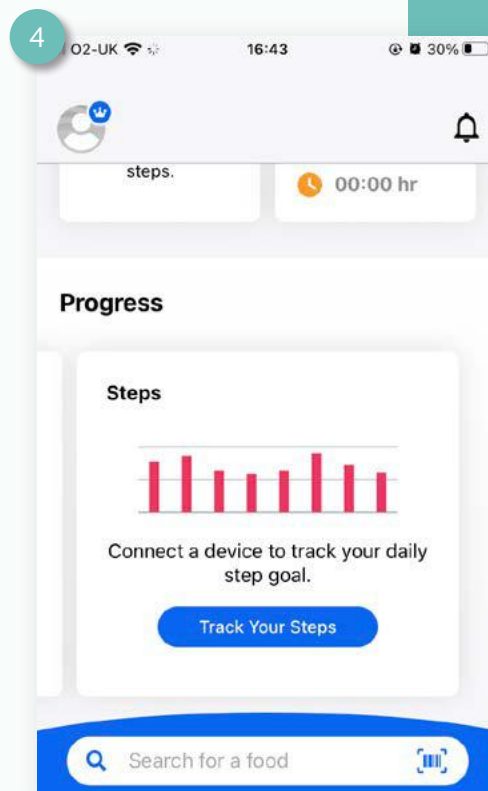 4
O2-UK
16:43
30%
steps.
00:00 hr
Progress
Steps
Connect a device to track your daily
step goal.
Track Your Steps
Search for a food